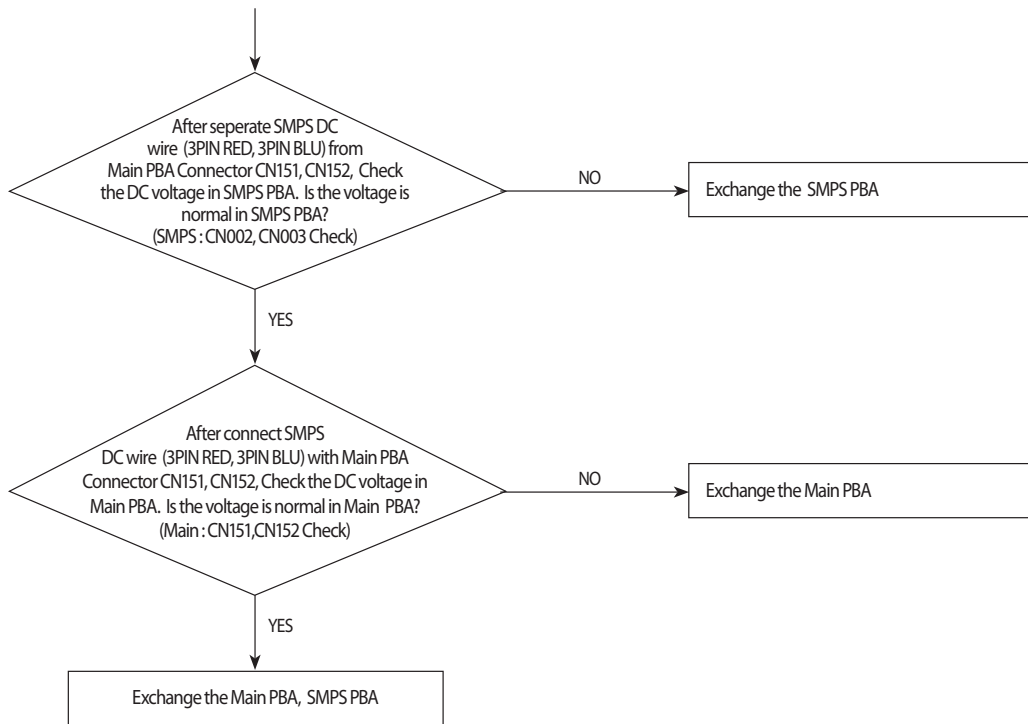 After seperate SMPS DC
wire (3PIN RED, 3PIN BLU) from
Main PBA Connector CN151, CN152, Check
the DC voltage in SMPS PBA. Is the voltage is
normal in SMPS PBA?
(SMPS : CN002, CN003 Check)
NO
Exchange the SMPS PBA
YES
After connect SMPS
DC wire (3PIN RED, 3PIN BLU) with Main PBA
Connector CN151, CN152, Check the DC voltage in
Main PBA. Is the voltage is normal in Main PBA?
(Main : CN151,CN152 Check)
NO
Exchange the Main PBA
YES
Exchange the Main PBA, SMPS PBA